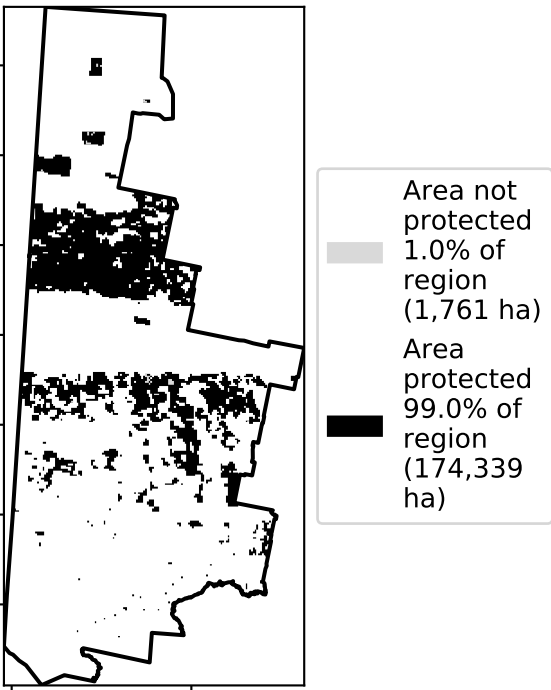 Area not
protected
1.0% of
region
(1,761 ha)
Area
protected
99.0% of
region
(174,339
ha)